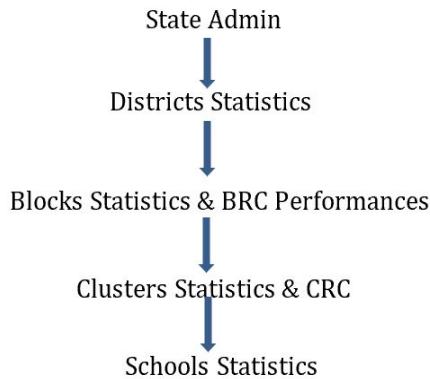 State Admin
Districts Statistics
Blocks Statistics & BRC Performances
Clusters Statistics & CRC
Schools Statistics